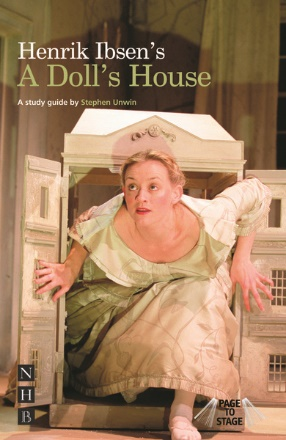 Henrik Ibsen's
A Doll's House
A study guide by Stephen Unwin
N
H
B
PAGE
TO
STAGE